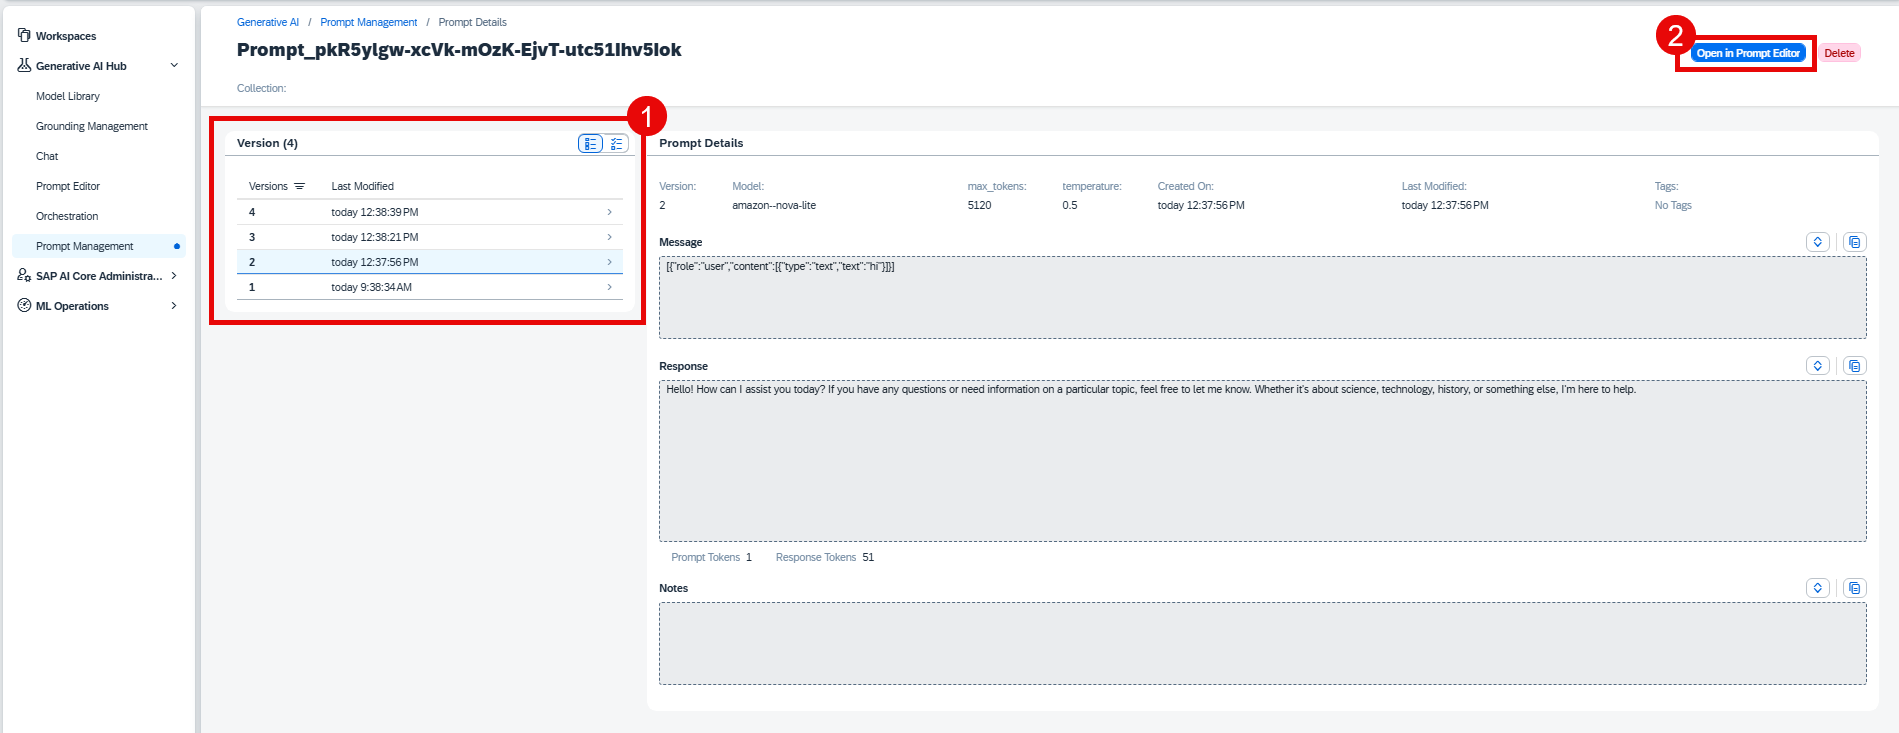 Workspaces
Generative AI Hub
Model Library
Grounding Management
Chat
Prompt Editor
Orchestration
Prompt Management
SAP AI Core Administra...
ML Operations
Generative AI / Prompt Management / Prompt Details
Prompt_pkR5ylgw-xcVk-mOzK-EjvT-utc51lhv5lok
Collection:
2
Open in Prompt Editor
Delete
1
Version (4)
Versions Last Modified
4 today 12:38:39 PM
3 today 12:38:21 PM
2 today 12:37:56 PM
1 today 9:38:34 AM
Prompt Details
Version: Model: max_tokens: temperature: Created On: Last Modified: Tags:
2 amazon--nova-lite 5120 0.5 today 12:37:56 PM today 12:37:56 PM No Tags
Message
[{"role":"user","content":[{"type":"text","text":"hi"}]}]
Response
Hello! How can I assist you today? If you have any questions or need information on a particular topic, feel free to let me know. Whether it's about science, technology, history, or something else, I'm here to help.
Prompt Tokens 1 Response Tokens 51
Notes